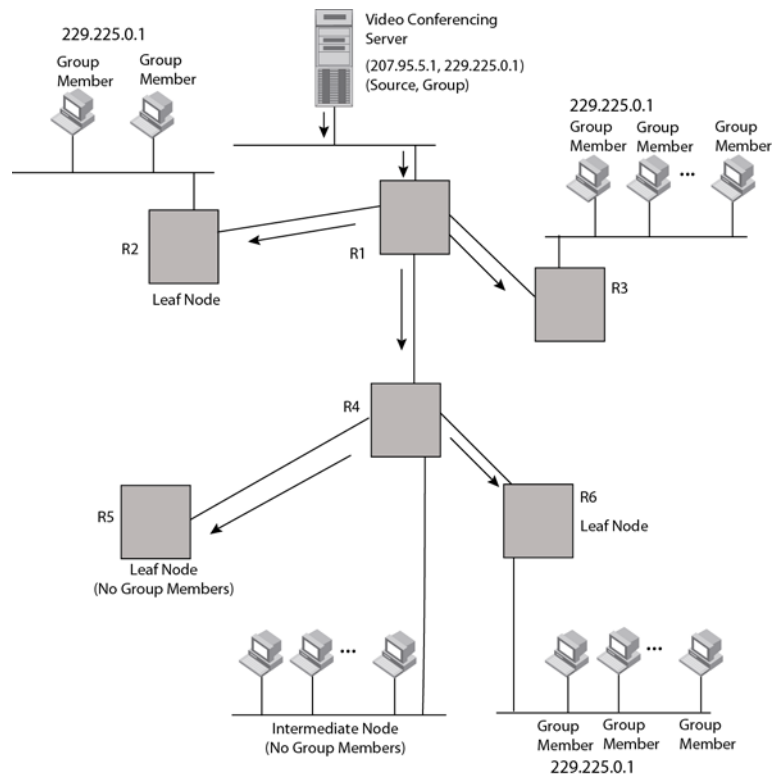 229.225.0.1
Group
Member
Group
Member
Video Conferencing
Server
(207.95.5.1, 229.225.0.1)
(Source, Group)
229.225.0.1
Group
Member
Group
Member
...
Group
Member
R2
Leaf Node
R1
R3
R4
R5
Leaf Node
(No Group Members)
R6
Leaf Node
...
Intermediate Node
(No Group Members)
...
Group
Member
Group
Member
Group
Member
229.225.0.1